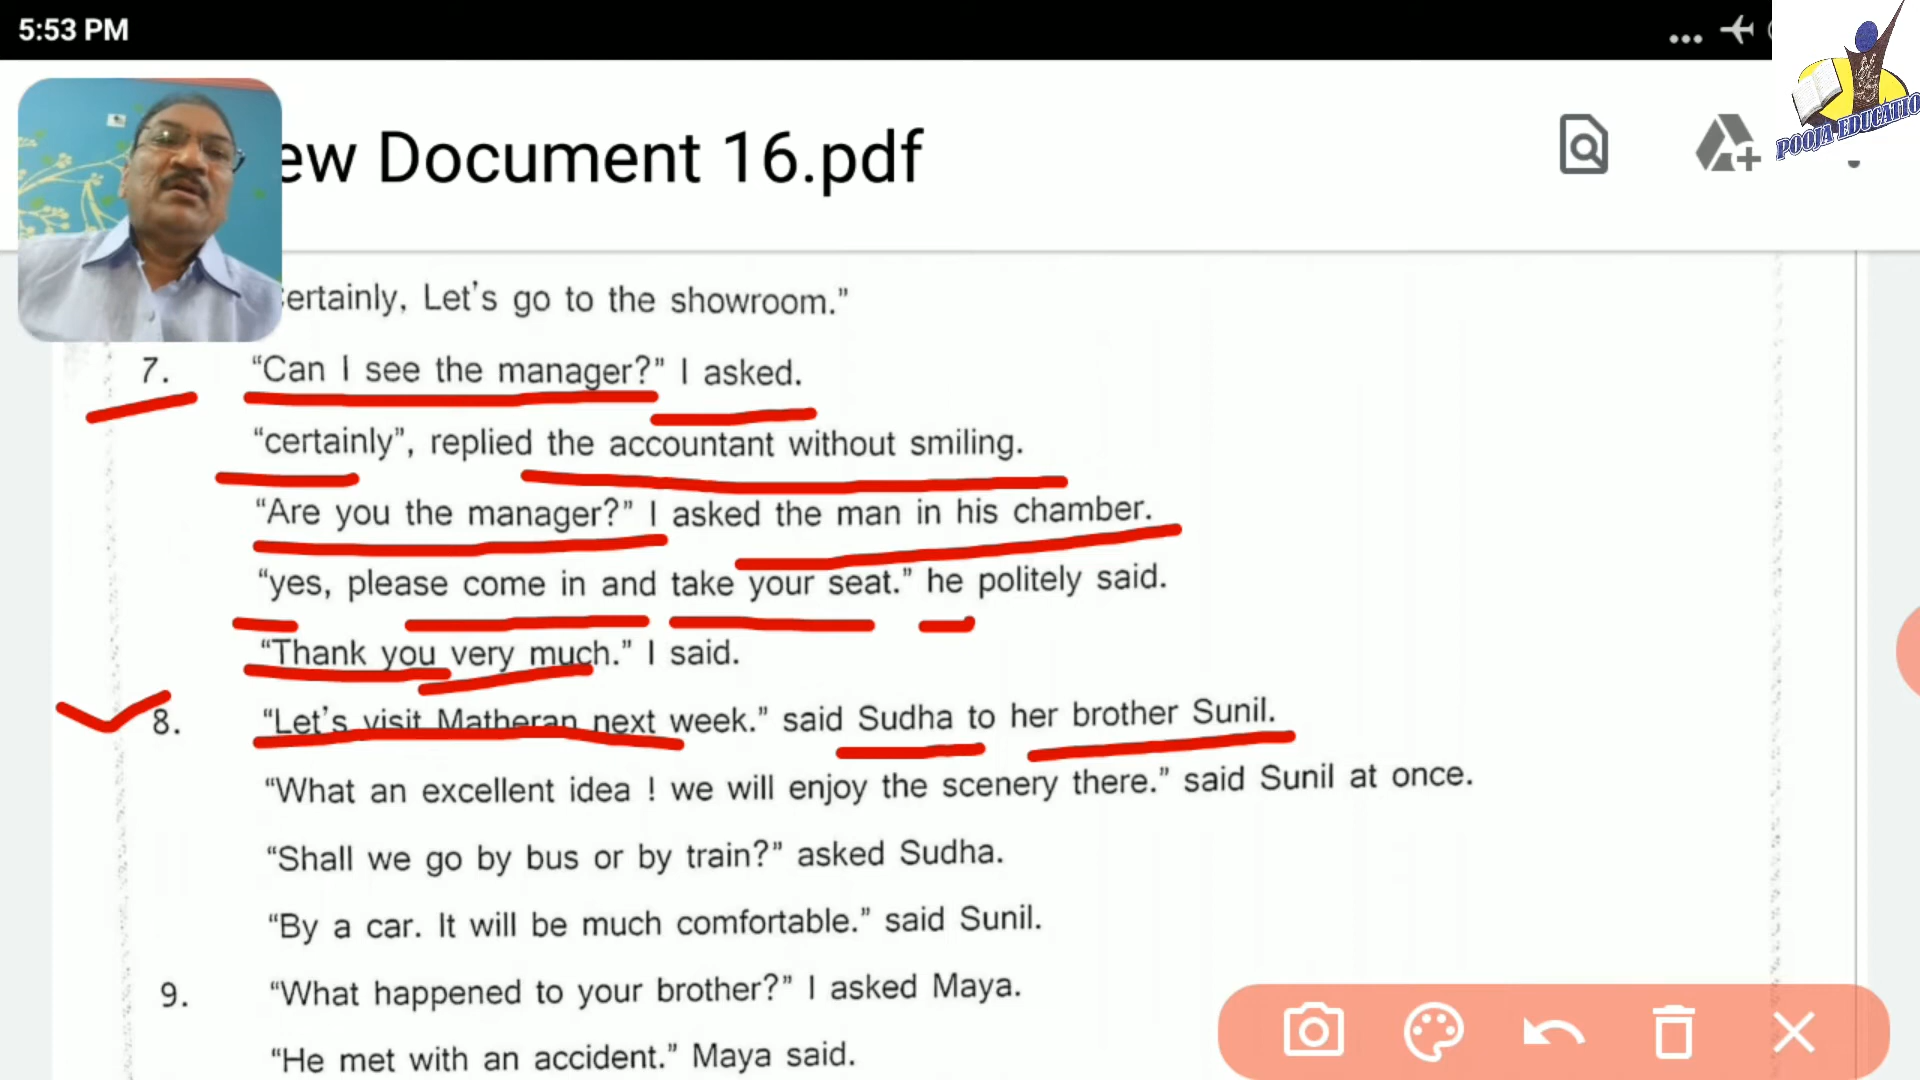 5:53 PM
POOJA EDUCATIO
ew Document 16.pdf
ertainly, Let's go to the showroom.”
7. “Can I see the manager?” I asked.
“certainly”, replied the accountant without smiling.
“Are you the manager?” I asked the man in his chamber.
“yes, please come in and take your seat.” he politely said.
“Thank you very much.” I said.
8. “Let's visit Matheran next week.” said Sudha to her brother Sunil.
“What an excellent idea ! we will enjoy the scenery there.” said Sunil at once.
“Shall we go by bus or by train?” asked Sudha.
“By a car. It will be much comfortable.” said Sunil.
9. “What happened to your brother?” I asked Maya.
“He met with an accident.” Maya said.